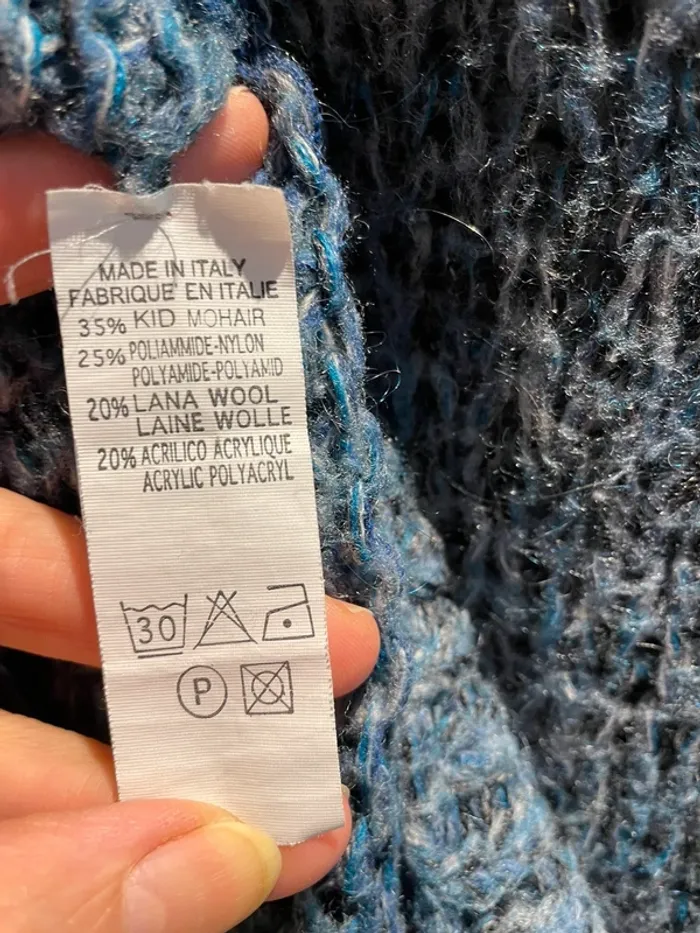 MADE IN ITALY
FABRIQUE' EN ITALIE
35% KID MOHAIR
25% POLIAMMIDE-NYLON
POLYAMIDE-POLYAMID
20% LANA WOOL
LAINE WOLLE
20% ACRILICO ACRYLIQUE
ACRYLIC POLYACRYL
30
P